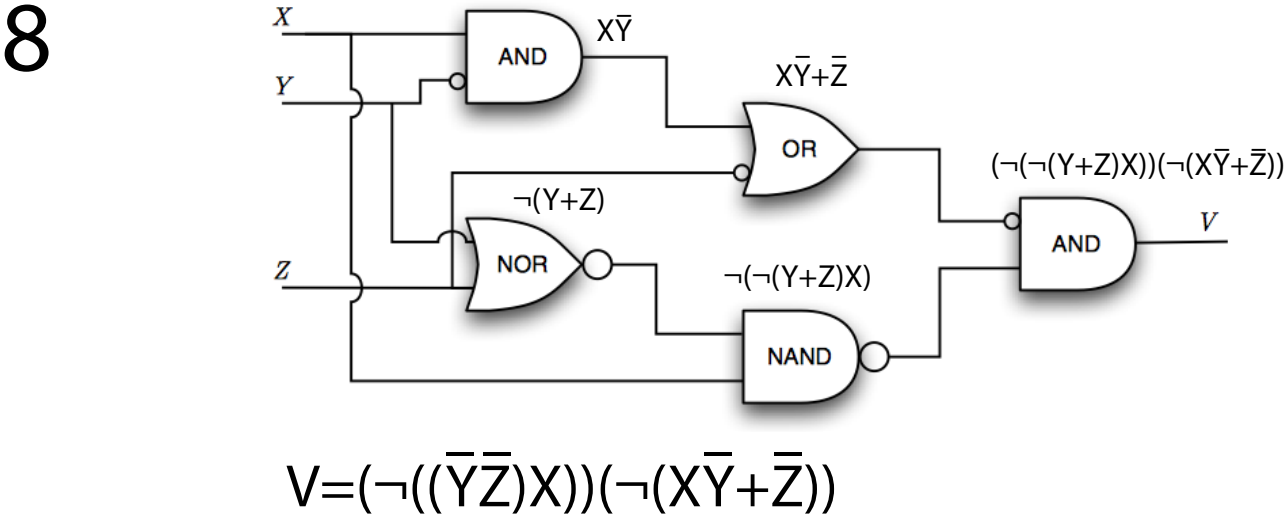 8
X
XȲ
AND
Y
XȲ+Z̅
OR
(¬(¬(Y+Z)X))(¬(XȲ+Z̅))
¬(Y+Z)
V
AND
Z
NOR
¬(¬(Y+Z)X)
NAND
V=(¬((ȲZ̅)X))(¬(XȲ+Z̅))